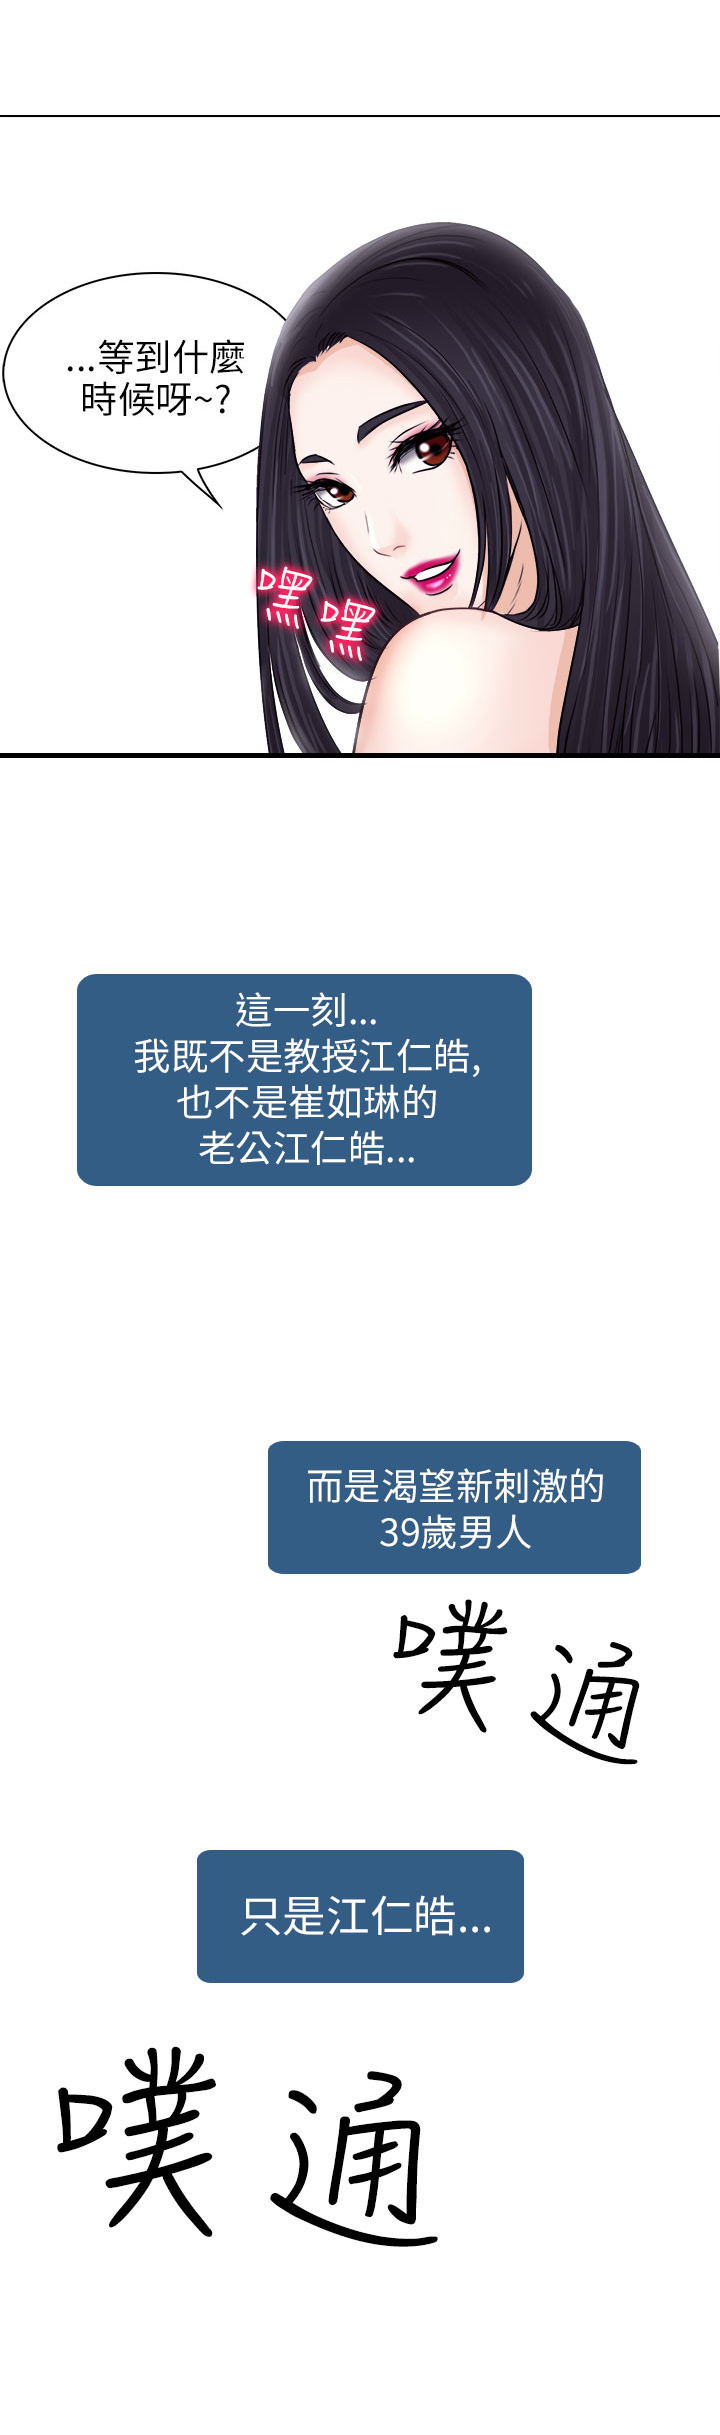 ...等到什麼
時候呀~?
嘿嘿
這一刻...
我既不是教授江仁皓,
也不是崔如琳的
老公江仁皓...
而是渴望新刺激的
39歲男人
噗通
只是江仁皓...
噗通